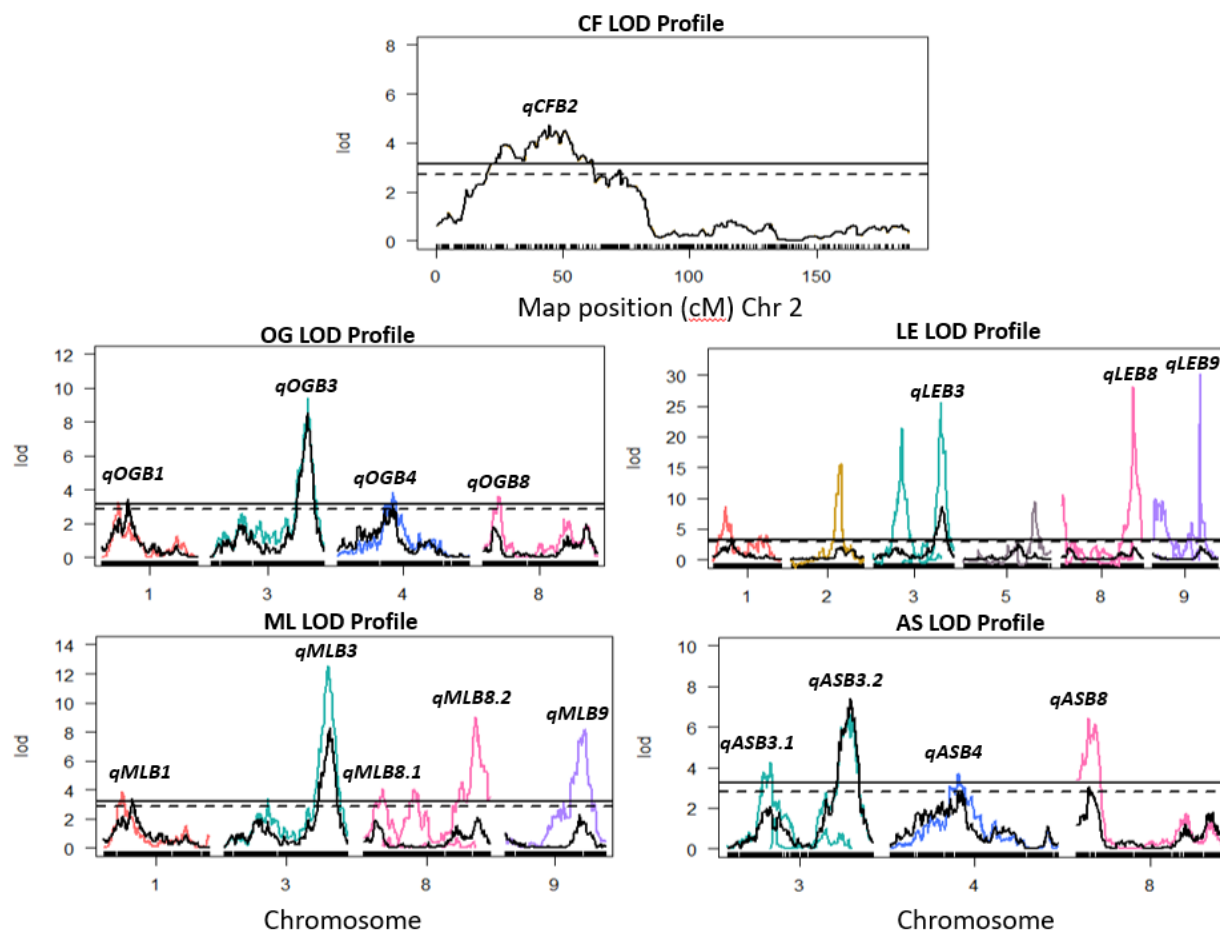 CF LOD Profile
8
6
4
2
0
lod
qCFB2
0 50 100 150
Map position (cM) Chr 2
OG LOD Profile
12
10
8
6
4
2
0
lod
qOGB1
qOGB3
qOGB4
qOGB8
1 3 4 8
LE LOD Profile
30
25
20
15
10
5
0
lod
qLEB3
qLEB8
qLEB9
1 2 3 5 8 9
ML LOD Profile
14
12
10
8
6
4
2
0
lod
qMLB1
qMLB3
qMLB8.1
qMLB8.2
qMLB9
1 3 8 9
Chromosome
AS LOD Profile
10
8
6
4
2
0
lod
qASB3.1
qASB3.2
qASB4
qASB8
3 4 8
Chromosome